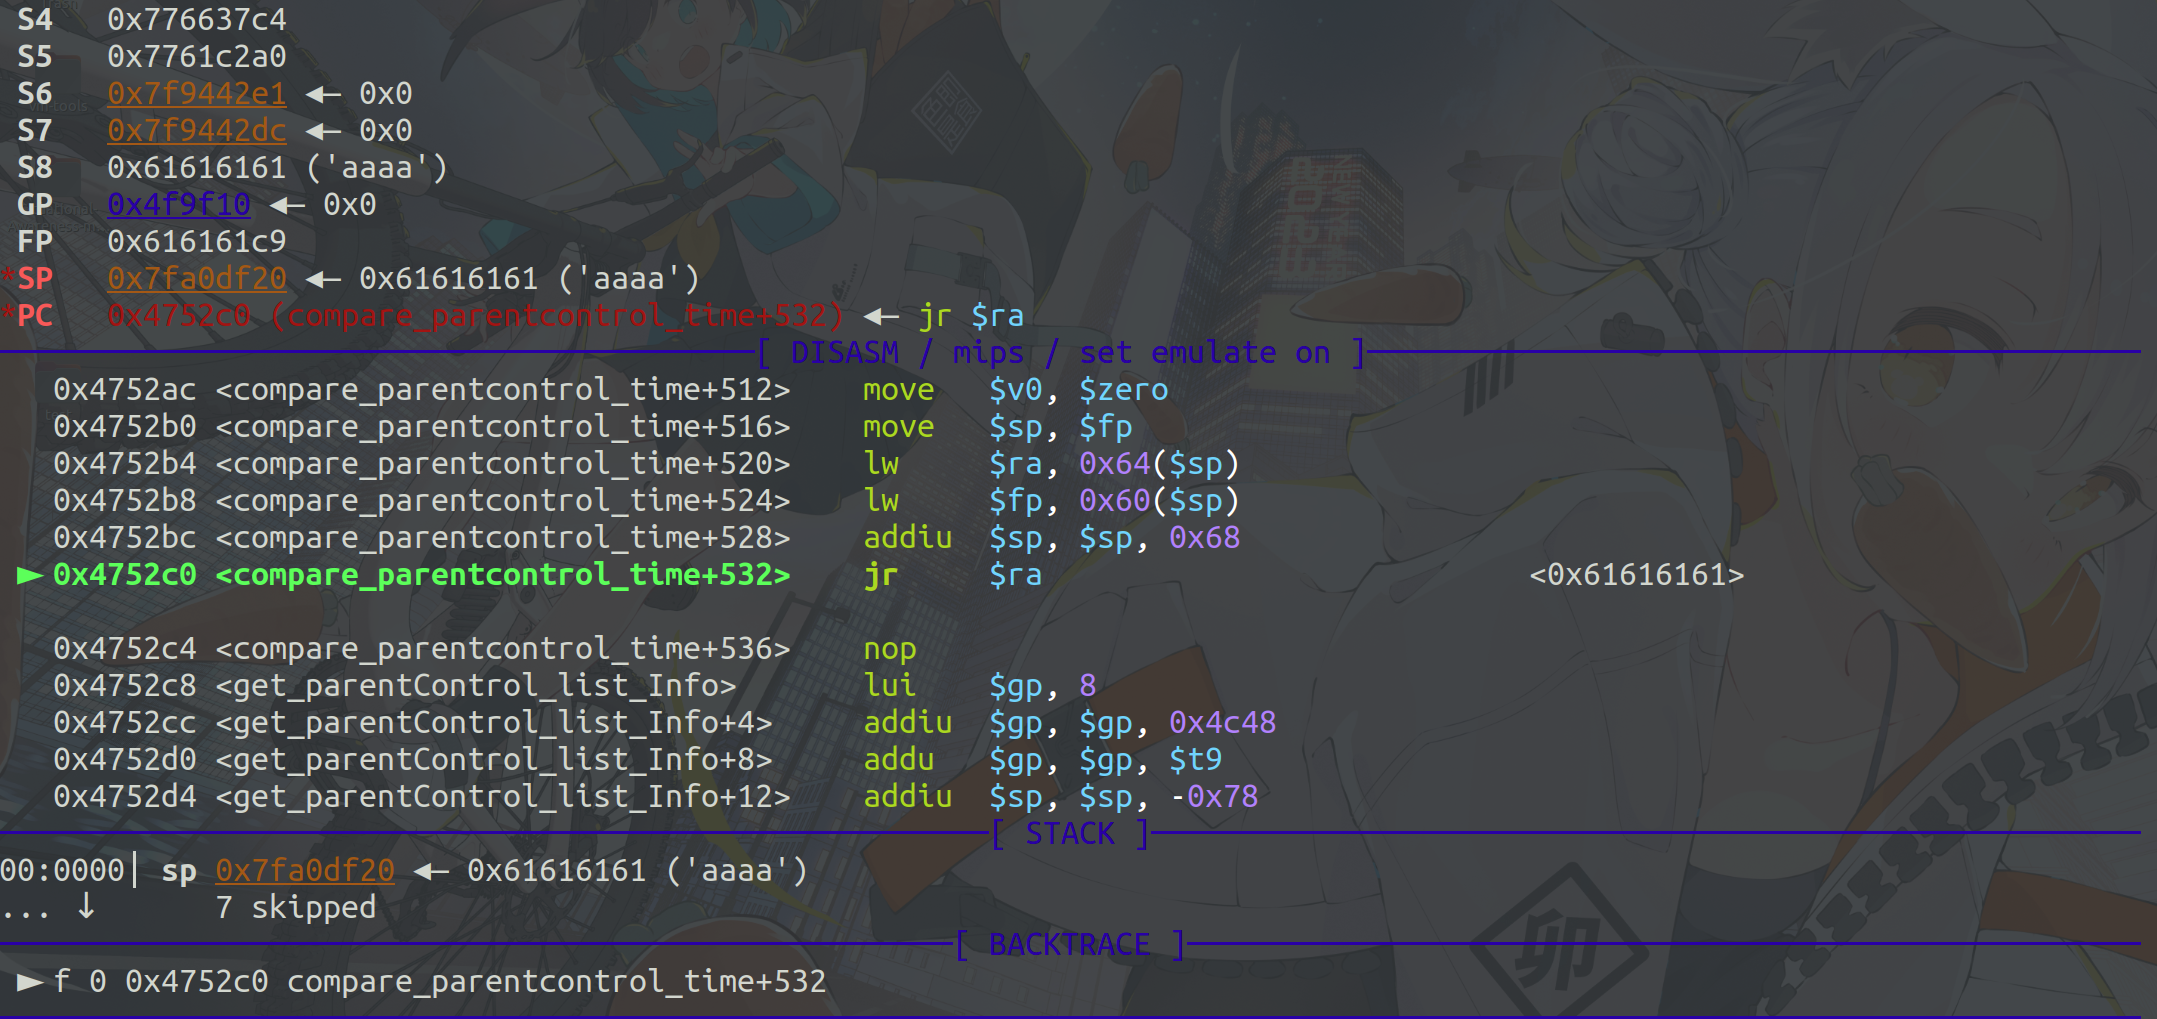 S4 0x776637c4
S5 0x7761c2a0
S6 0x7f9442e1 ◂— 0x0
S7 0x7f9442dc ◂— 0x0
S8 0x61616161 ('aaaa')
GP 0x4f9f10 ◂— 0x0
FP 0x616161c9
*SP 0x7fa0df20 ◂— 0x61616161 ('aaaa')
*PC 0x4752c0 (compare_parentcontrol_time+532) ◂— jr $ra
[ DISASM / mips / set emulate on ]
0x4752ac <compare_parentcontrol_time+512> move $v0, $zero
0x4752b0 <compare_parentcontrol_time+516> move $sp, $fp
0x4752b4 <compare_parentcontrol_time+520> lw $ra, 0x64($sp)
0x4752b8 <compare_parentcontrol_time+524> lw $fp, 0x60($sp)
0x4752bc <compare_parentcontrol_time+528> addiu $sp, $sp, 0x68
► 0x4752c0 <compare_parentcontrol_time+532> jr $ra <0x61616161>
0x4752c4 <compare_parentcontrol_time+536> nop
0x4752c8 <get_parentControl_list_Info> lui $gp, 8
0x4752cc <get_parentControl_list_Info+4> addiu $gp, $gp, 0x4c48
0x4752d0 <get_parentControl_list_Info+8> addu $gp, $gp, $t9
0x4752d4 <get_parentControl_list_Info+12> addiu $sp, $sp, -0x78
[ STACK ]
00:0000│ sp 0x7fa0df20 ◂— 0x61616161 ('aaaa')
... ↓ 7 skipped
[ BACKTRACE ]
► f 0 0x4752c0 compare_parentcontrol_time+532
卯